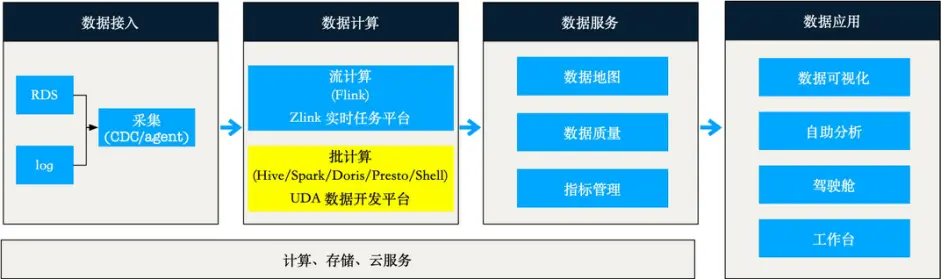 数据接入
RDS
log
采集
(CDC/agent)
数据计算
流计算
(Flink)
Zlink 实时任务平台
批计算
(Hive/Spark/Doris/Presto/Shell)
UDA 数据开发平台
数据服务
数据地图
数据质量
指标管理
数据应用
数据可视化
自助分析
驾驶舱
工作台
计算、存储、云服务